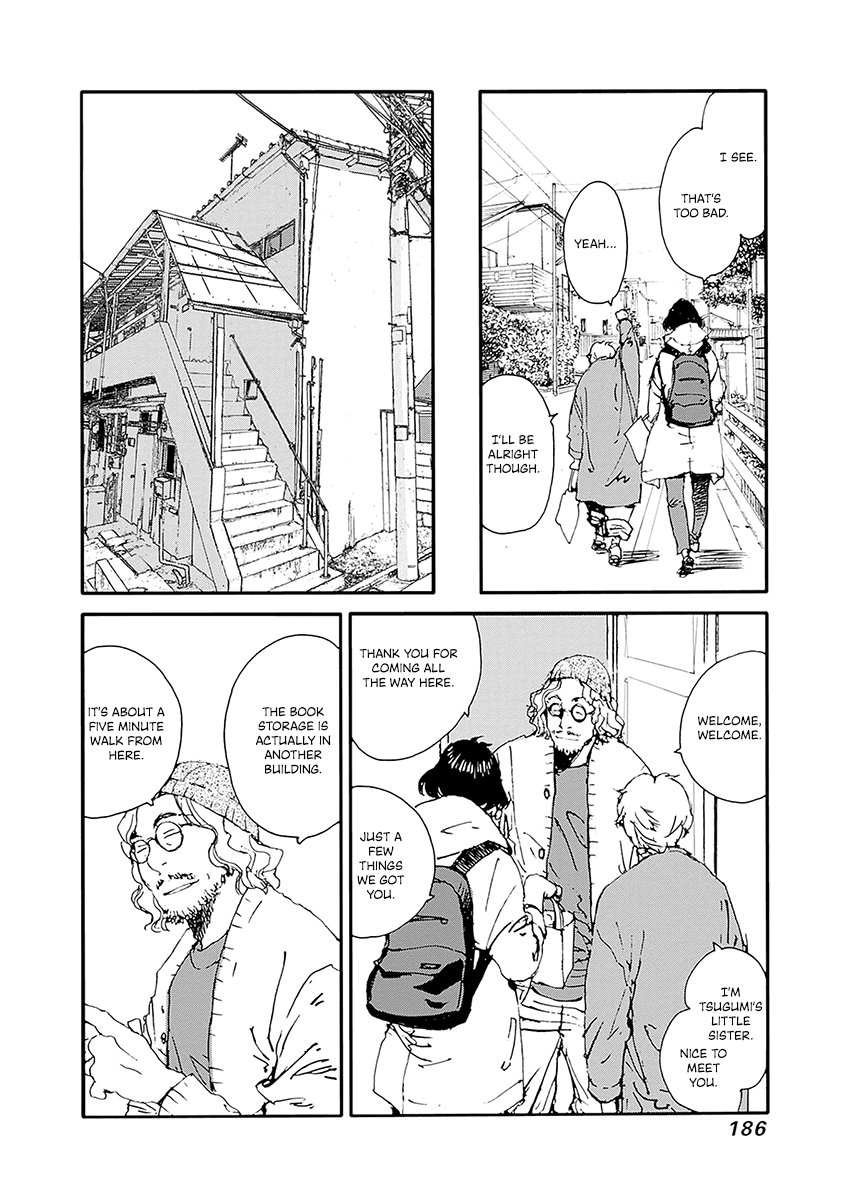 I SEE.
THAT'S
TOO BAD.
YEAH...
I'LL BE
ALRIGHT
THOUGH.
WELCOME,
WELCOME.
THANK YOU FOR
COMING ALL
THE WAY HERE.
JUST A
FEW
THINGS
WE GOT
YOU.
I'M
TSUGUMI'S
LITTLE
SISTER.
NICE TO
MEET
YOU.
THE BOOK
STORAGE IS
ACTUALLY IN
ANOTHER
BUILDING.
IT'S ABOUT A
FIVE MINUTE
WALK FROM
HERE.
186